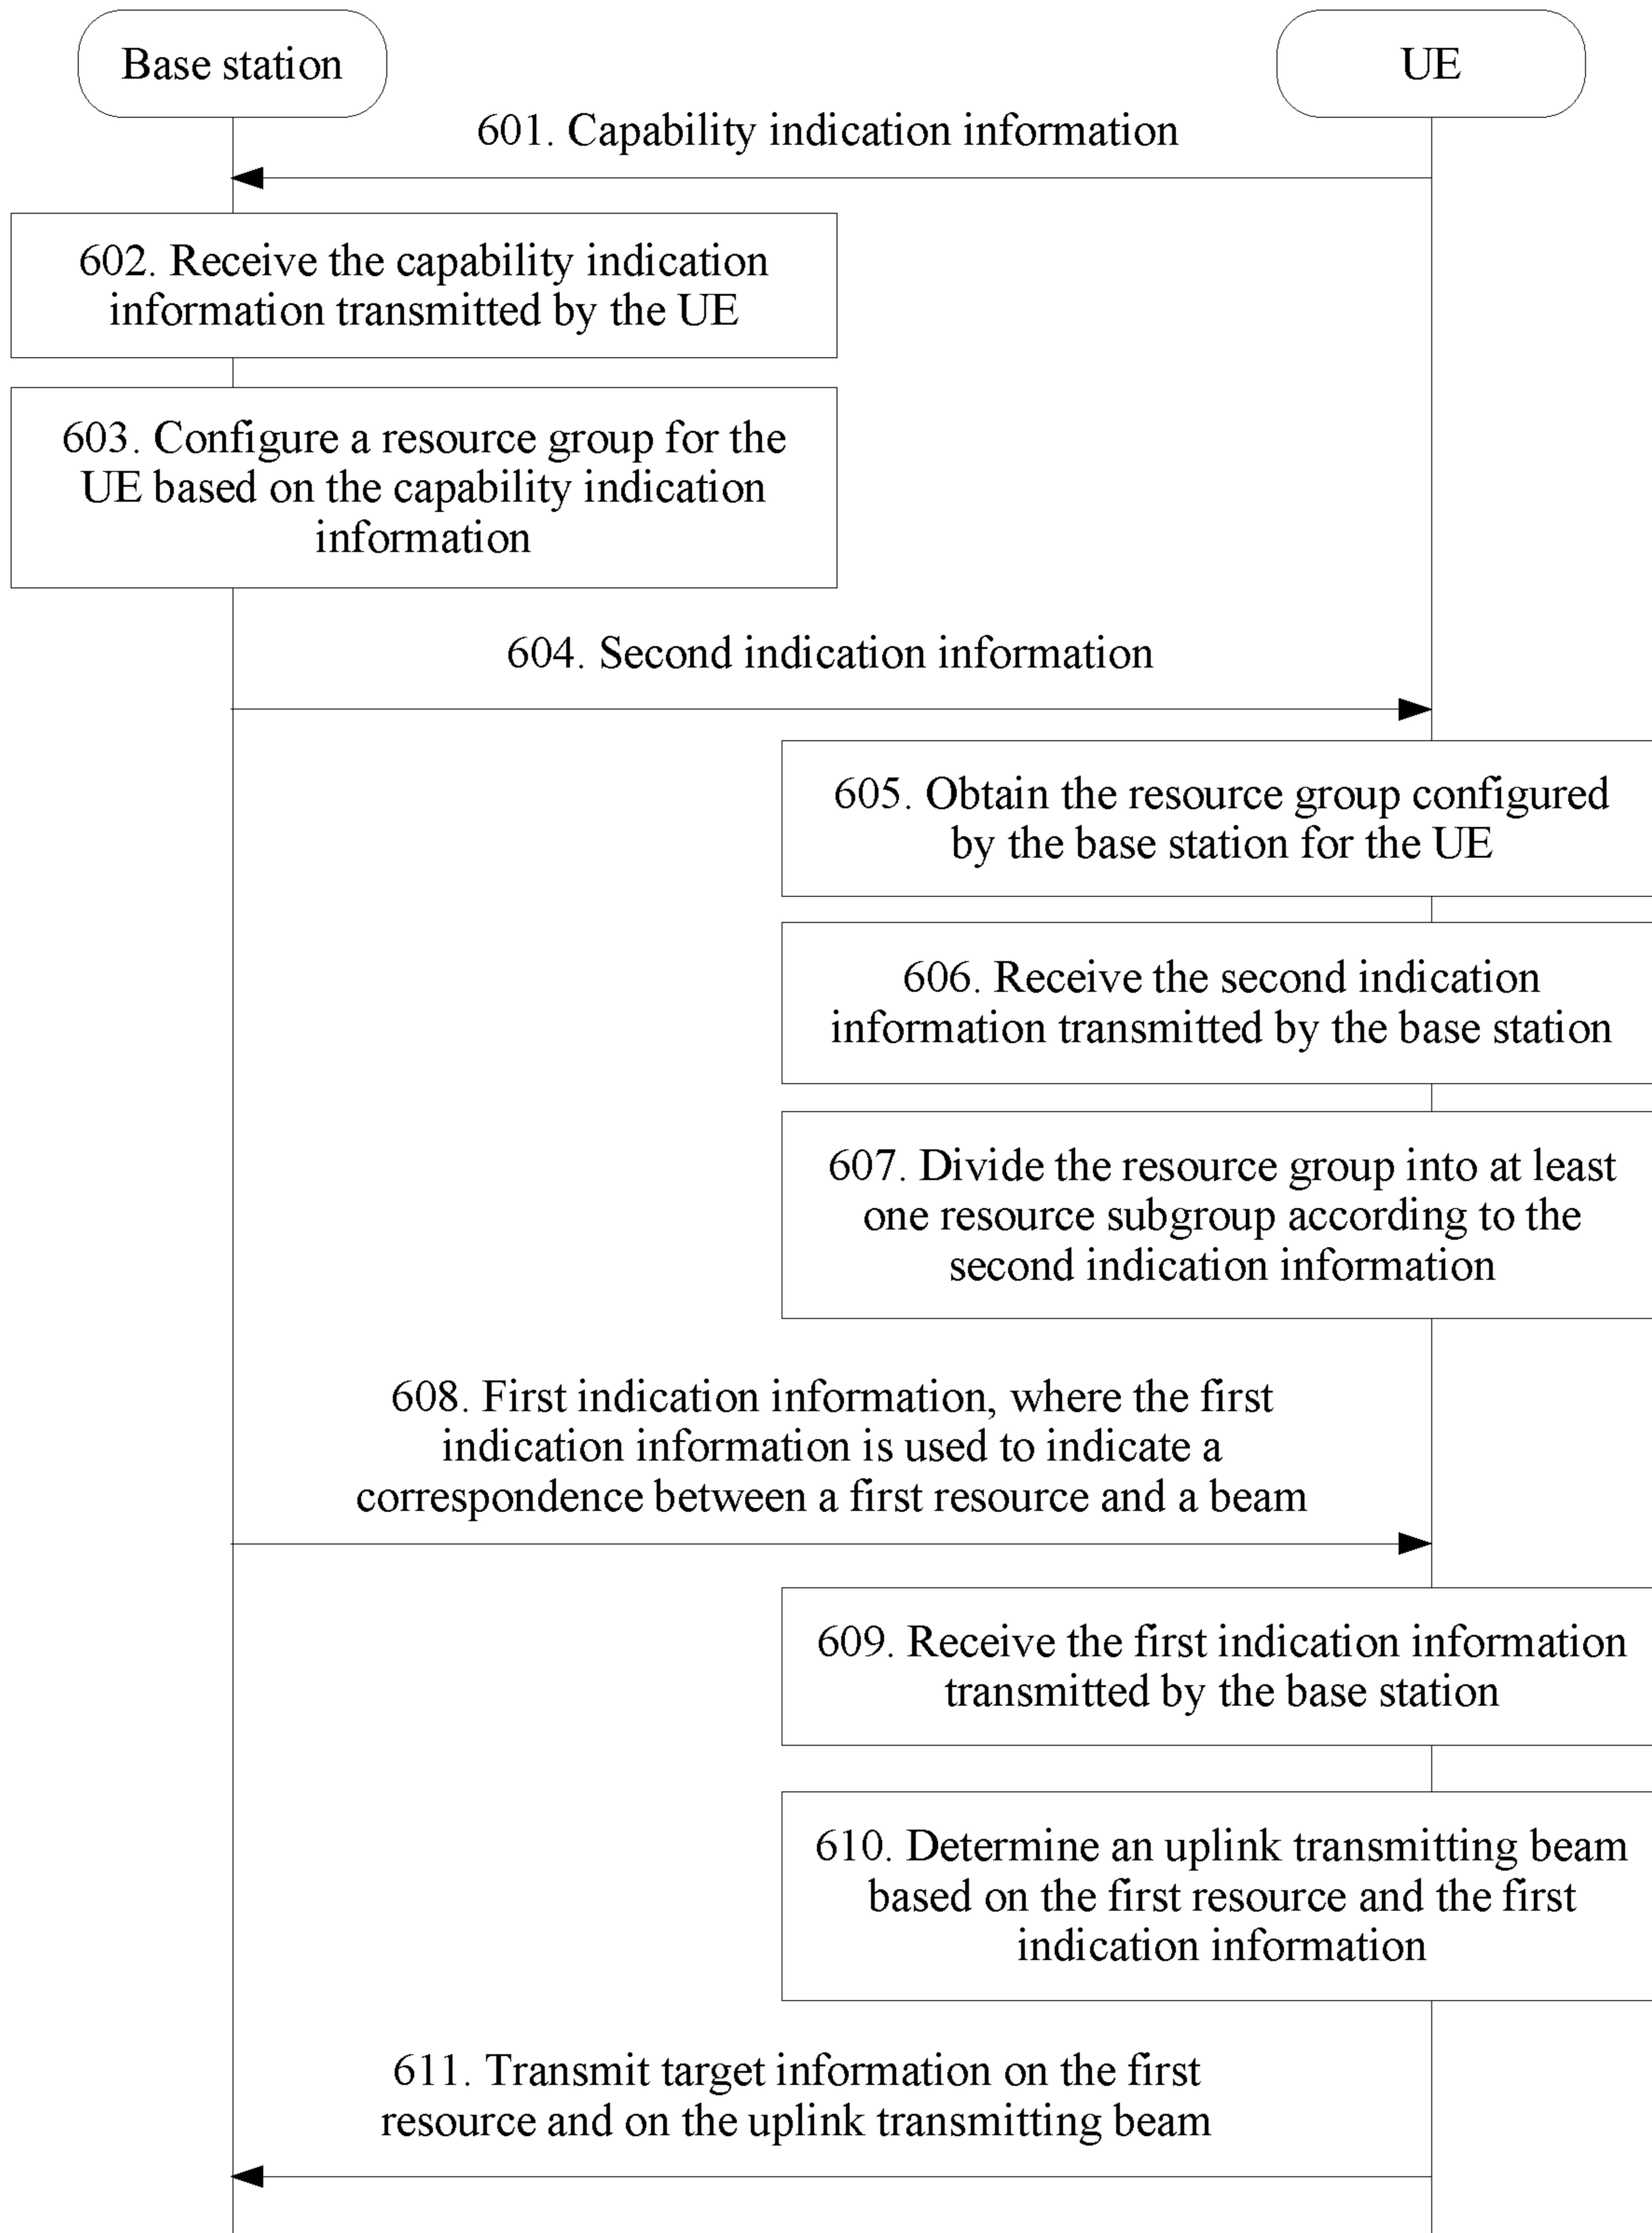 Base station
UE
601. Capability indication information
602. Receive the capability indication
information transmitted by the UE
603. Configure a resource group for the
UE based on the capability indication
information
604. Second indication information
605. Obtain the resource group configured
by the base station for the UE
606. Receive the second indication
information transmitted by the base station
607. Divide the resource group into at least
one resource subgroup according to the
second indication information
608. First indication information, where the first
indication information is used to indicate a
correspondence between a first resource and a beam
609. Receive the first indication information
transmitted by the base station
610. Determine an uplink transmitting beam
based on the first resource and the first
indication information
611. Transmit target information on the first
resource and on the uplink transmitting beam